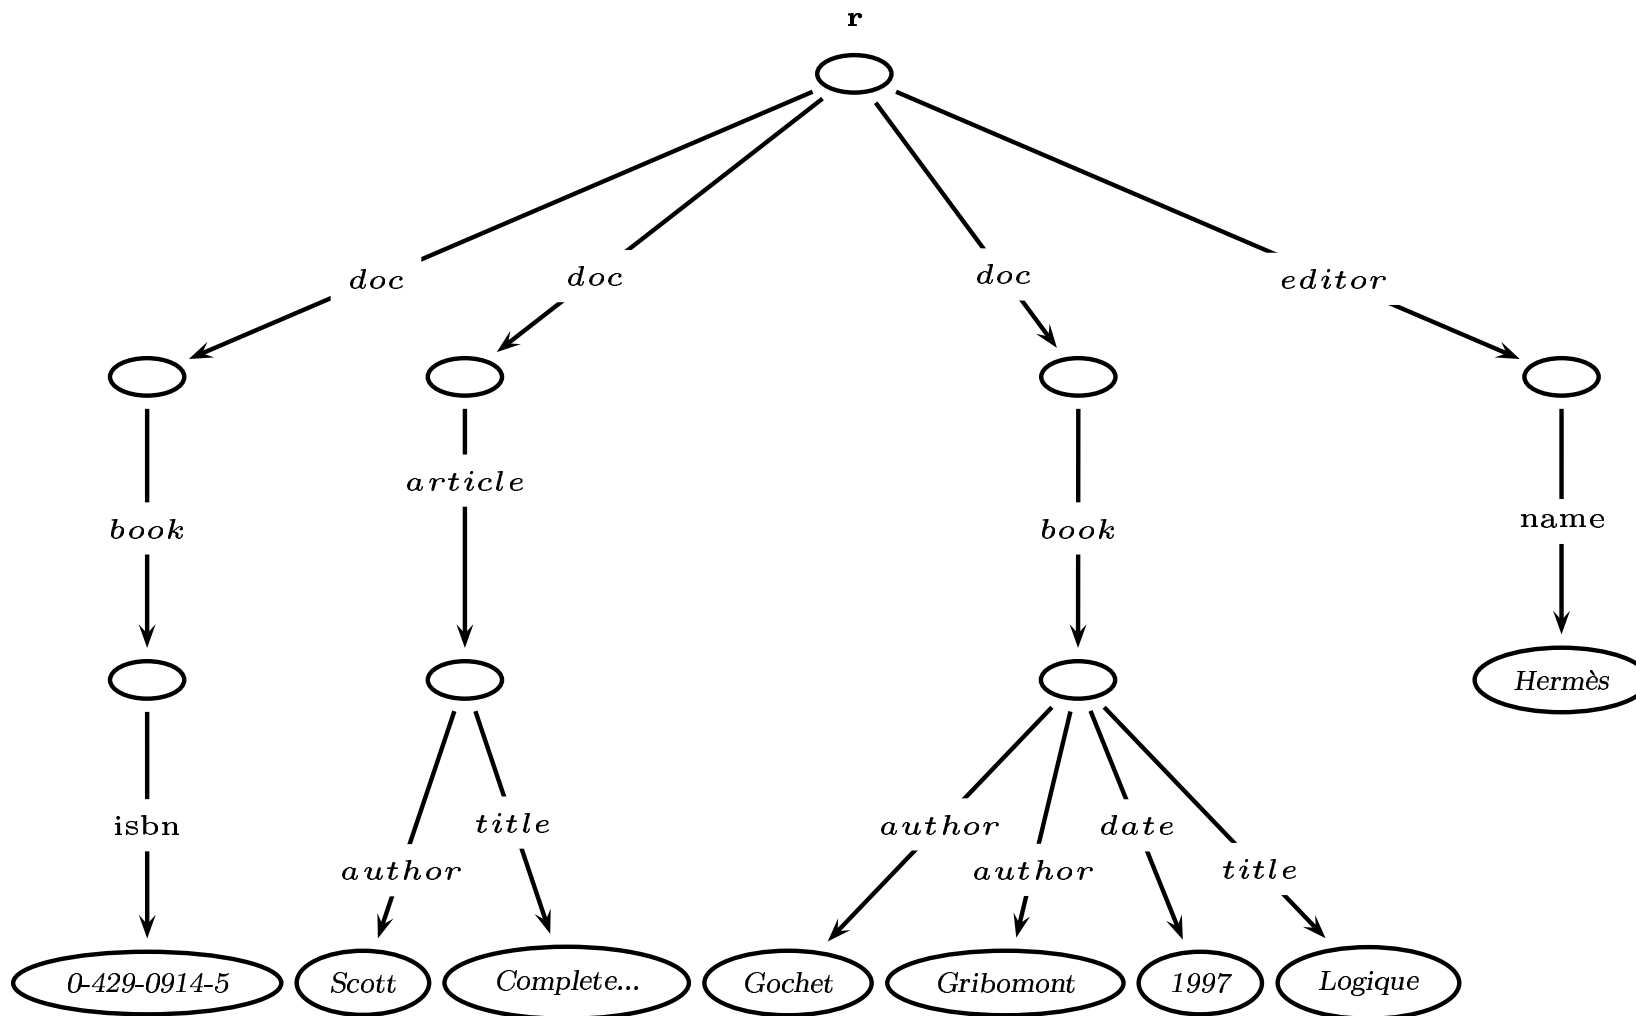 r
doc doc doc editor
article
book book name
Hermès
isbn author title author author date title
0-429-0914-5 Scott Complete... Gochet Gribomont 1997 Logique